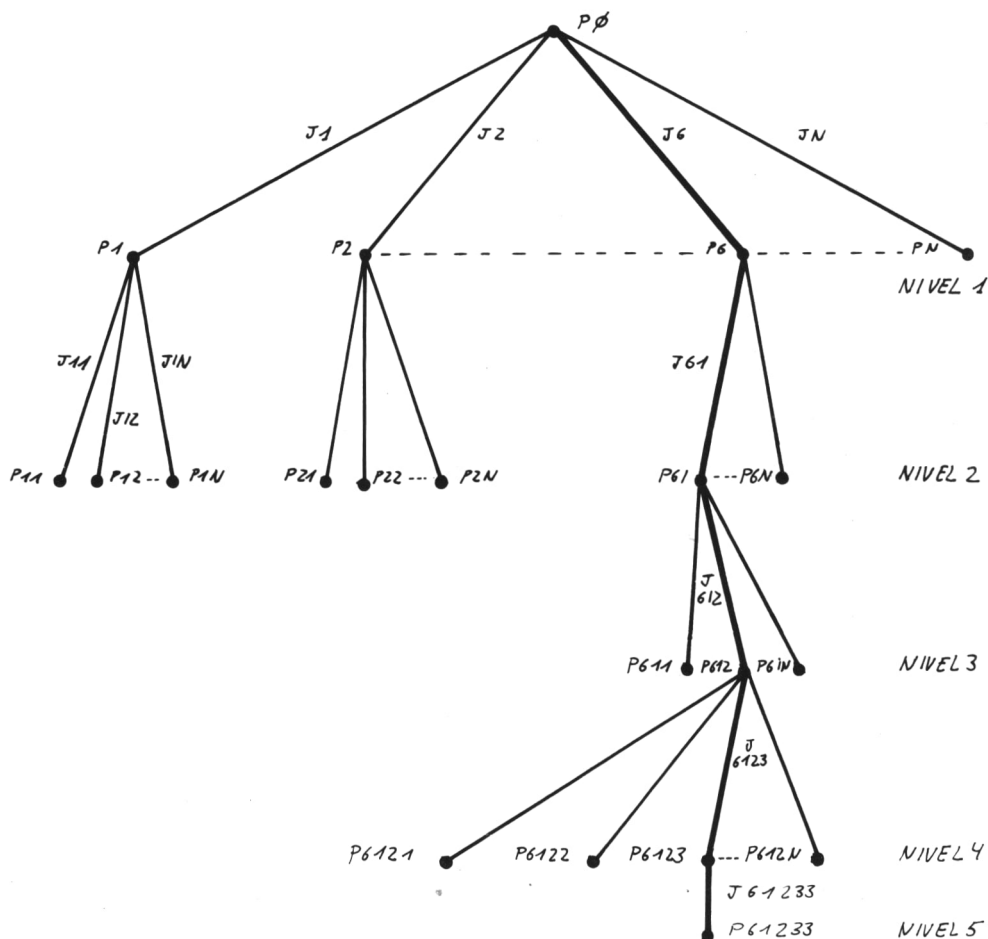 PØ
J1
J2
J6
JN
P1
P2
P6
PN
NIVEL 1
J11
J12
J1N
J61
P11
P12
P1N
P21
P22
P2N
P61
P6N
NIVEL 2
J
612
P611
P612
P61N
NIVEL 3
J
6123
P6121
P6122
P6123
P612N
NIVEL 4
J61233
P61233
NIVEL 5